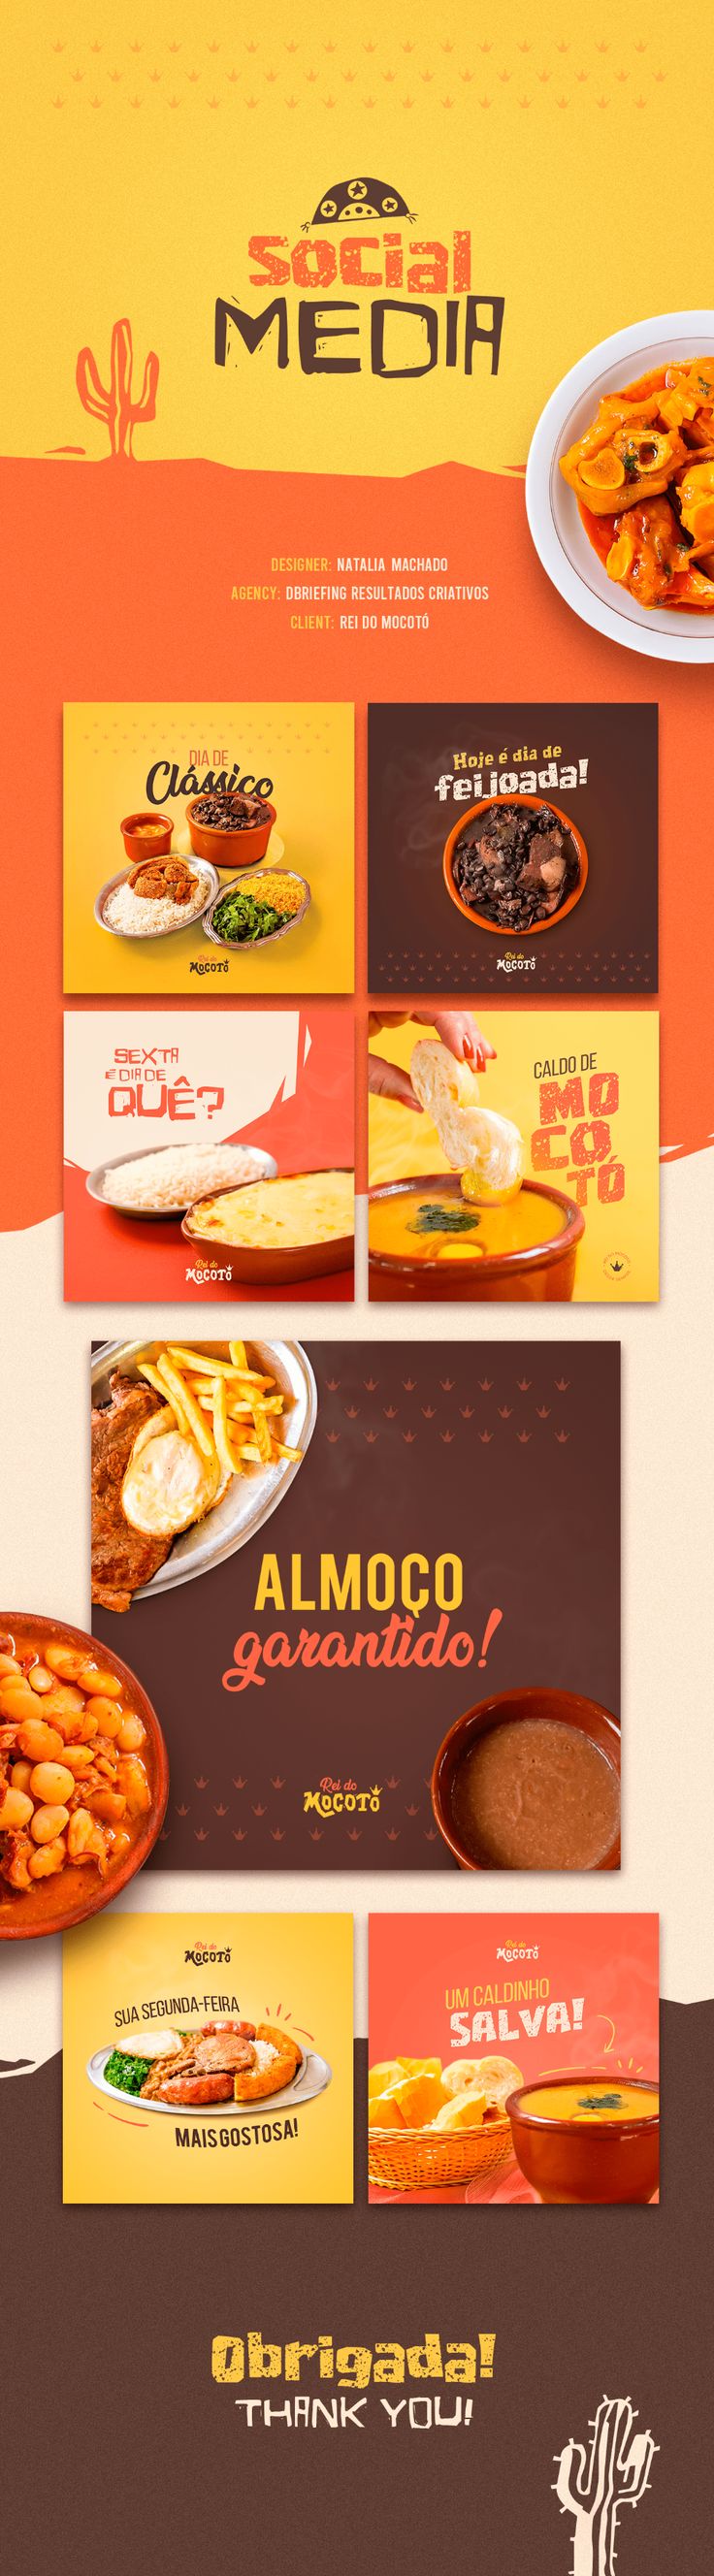 social
MEDIA
DESIGNER: NATALIA MACHADO
AGENCY: DBRIEFING RESULTADOS CRIATIVOS
CLIENT: REI DO MOCOTÓ
DIA DE
Clássico
Rei do
MOCOTÓ
Hoje é dia de
feijoada!
Rei do
MOCOTÓ
SEXTA
É DIA DE
QUÊ?
Rei do
MOCOTÓ
CALDO DE
MO
CO
TÓ
ALMOÇO
garantido!
Rei do
MOCOTÓ
Rei do
MOCOTÓ
SUA SEGUNDA-FEIRA
MAIS GOSTOSA!
Rei do
MOCOTÓ
UM CALDINHO
SALVA!
Obrigada!
THANK YOU!